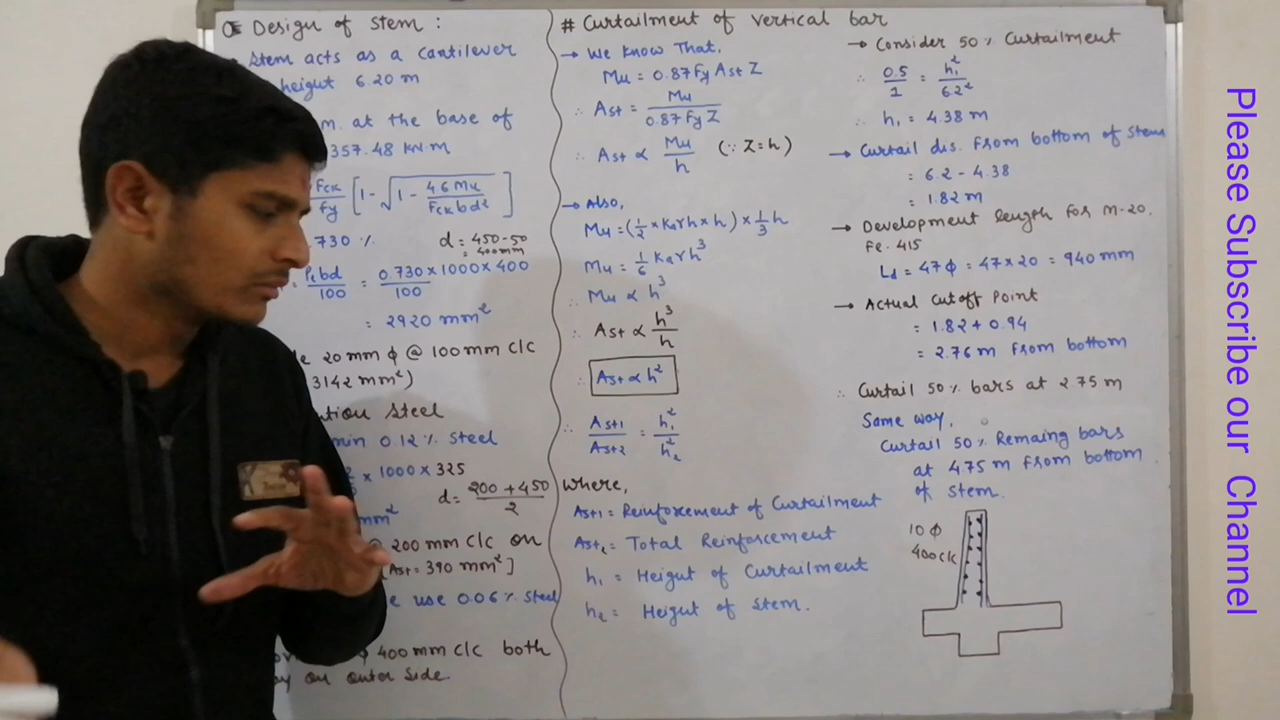 Design of Stem :
Stem acts as a cantilever
height 6.20 m
m. at the base of
357.48 KN.m
Fck/fy [1-√1 - 4.6 Mu/Fck bd²]
.730 %
d = 450-50
= 400mm
= Pt bd/100 = 0.730×1000×400/100
= 2920 mm²
20 mm ϕ @ 100 mm C/C
3142 mm²)
Steel
min 0.12 % Steel
× 1000 × 325
d = 200 + 450/2
mm²
@ 200 mm C/C on
[Ast = 390 mm²]
use 0.06 % Steel
ϕ 400 mm C/C both
on outer Side.
# Curtailment of vertical bar
→ We Know That,
Mu = 0.87 Fy Ast Z
∴ Ast = Mu/0.87 Fy Z
∴ Ast ∝ Mu/h (∵ Z = h)
→ Also,
Mu = (1/2 × Ka γ h × h) × 1/3 h
Mu = 1/6 Ka γ h³
∴ Mu ∝ h³
∴ Ast ∝ h³/h
∴ Ast ∝ h²
∴ Ast1/Ast2 = h₁²/h₂²
where,
Ast1 = Reinforcement of Curtailment
Ast2 = Total Reinforcement
h₁ = Heigut of Curtailment
h₂ = Heigut of Stem.
→ Consider 50 % Curtailment
∴ 0.5/1 = h₁²/6.2²
∴ h₁ = 4.38 m
→ Curtail dis. From bottom of Stem
= 6.2 - 4.38
= 1.82 m
→ Development length for M-20,
Fe-415
Ld = 47ϕ = 47×20 = 940 mm
→ Actual Cutoff Point
= 1.82 + 0.94
= 2.76 m From bottom
∴ Curtail 50 % bars at 2.75 m
Same way,
Curtail 50 % Remaing bars
at 4.75 m from bottom
of Stem.
10 ϕ
400 c/c
Please Subscribe our Channel